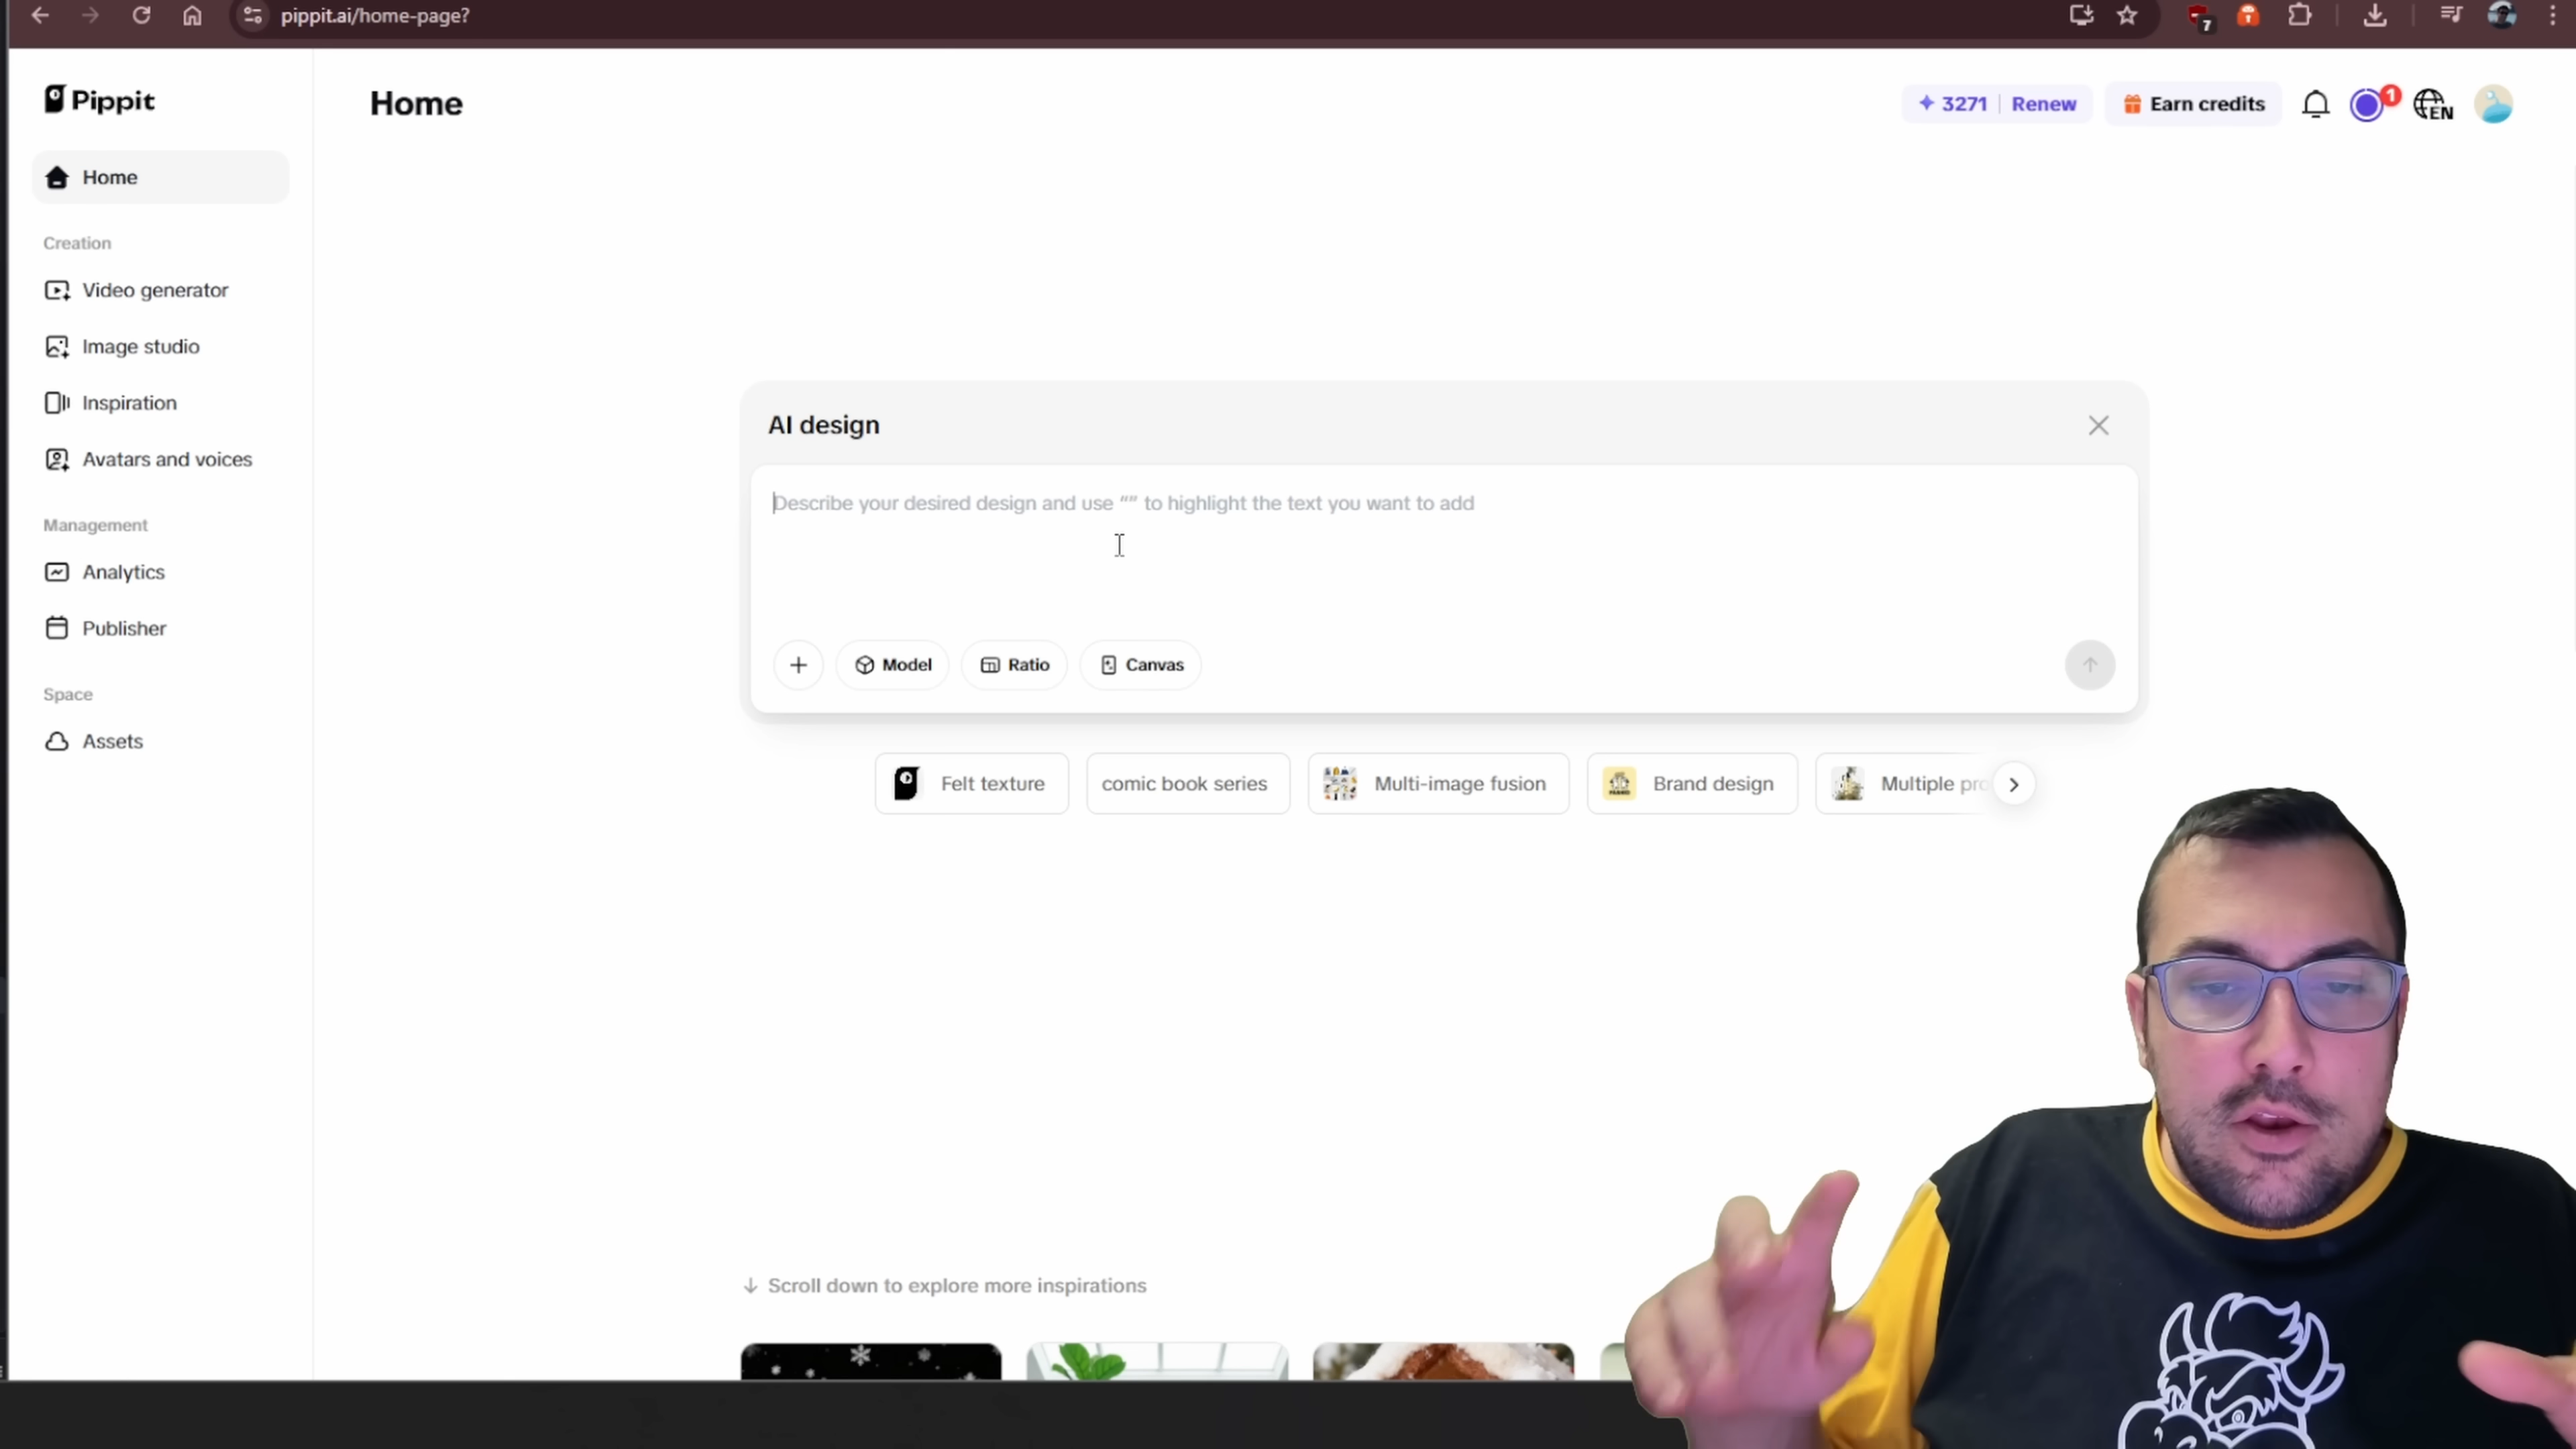 pippit.ai/home-page?
7
Pippit
Home
3271 | Renew
Earn credits
1
EN
Home
Creation
Video generator
Image studio
Inspiration
Avatars and voices
Management
Analytics
Publisher
Space
Assets
AI design
Describe your desired design and use “” to highlight the text you want to add
Model
Ratio
Canvas
Felt texture
comic book series
Multi-image fusion
Brand design
Multiple pro
Scroll down to explore more inspirations